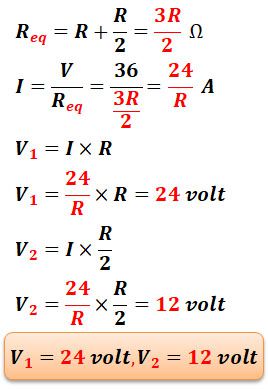 R_eq = R + R/2 = 3R/2 Ω
I = V/R_eq = 36/(3R/2) = 24/R A
V_1 = I × R
V_1 = 24/R × R = 24 volt
V_2 = I × R/2
V_2 = 24/R × R/2 = 12 volt
V_1 = 24 volt, V_2 = 12 volt